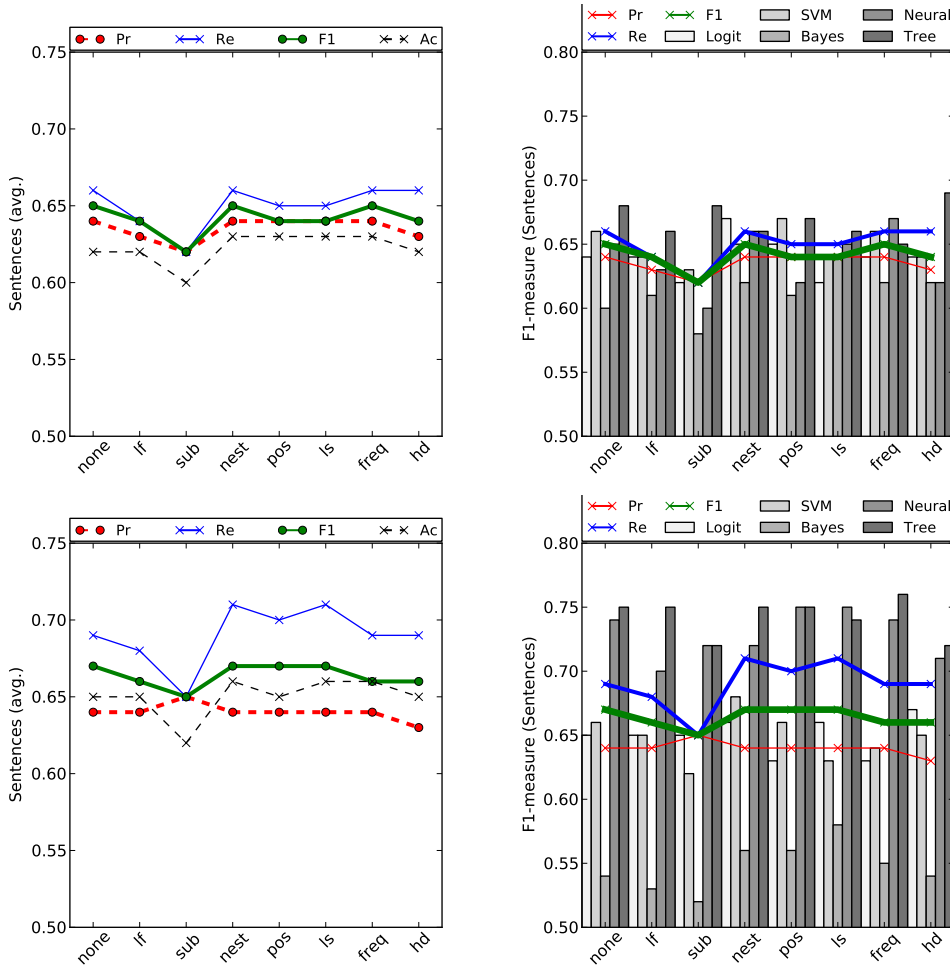 Pr Re F1 Ac
0.75
0.70
0.65
0.60
0.55
0.50
Sentences (avg.)
none lf sub nest pos ls freq hd
Pr F1 SVM Neural
Re Logit Bayes Tree
0.80
0.75
0.70
0.65
0.60
0.55
0.50
F1-measure (Sentences)
none lf sub nest pos ls freq hd
Pr Re F1 Ac
0.75
0.70
0.65
0.60
0.55
0.50
Sentences (avg.)
none lf sub nest pos ls freq hd
Pr F1 SVM Neural
Re Logit Bayes Tree
0.80
0.75
0.70
0.65
0.60
0.55
0.50
F1-measure (Sentences)
none lf sub nest pos ls freq hd